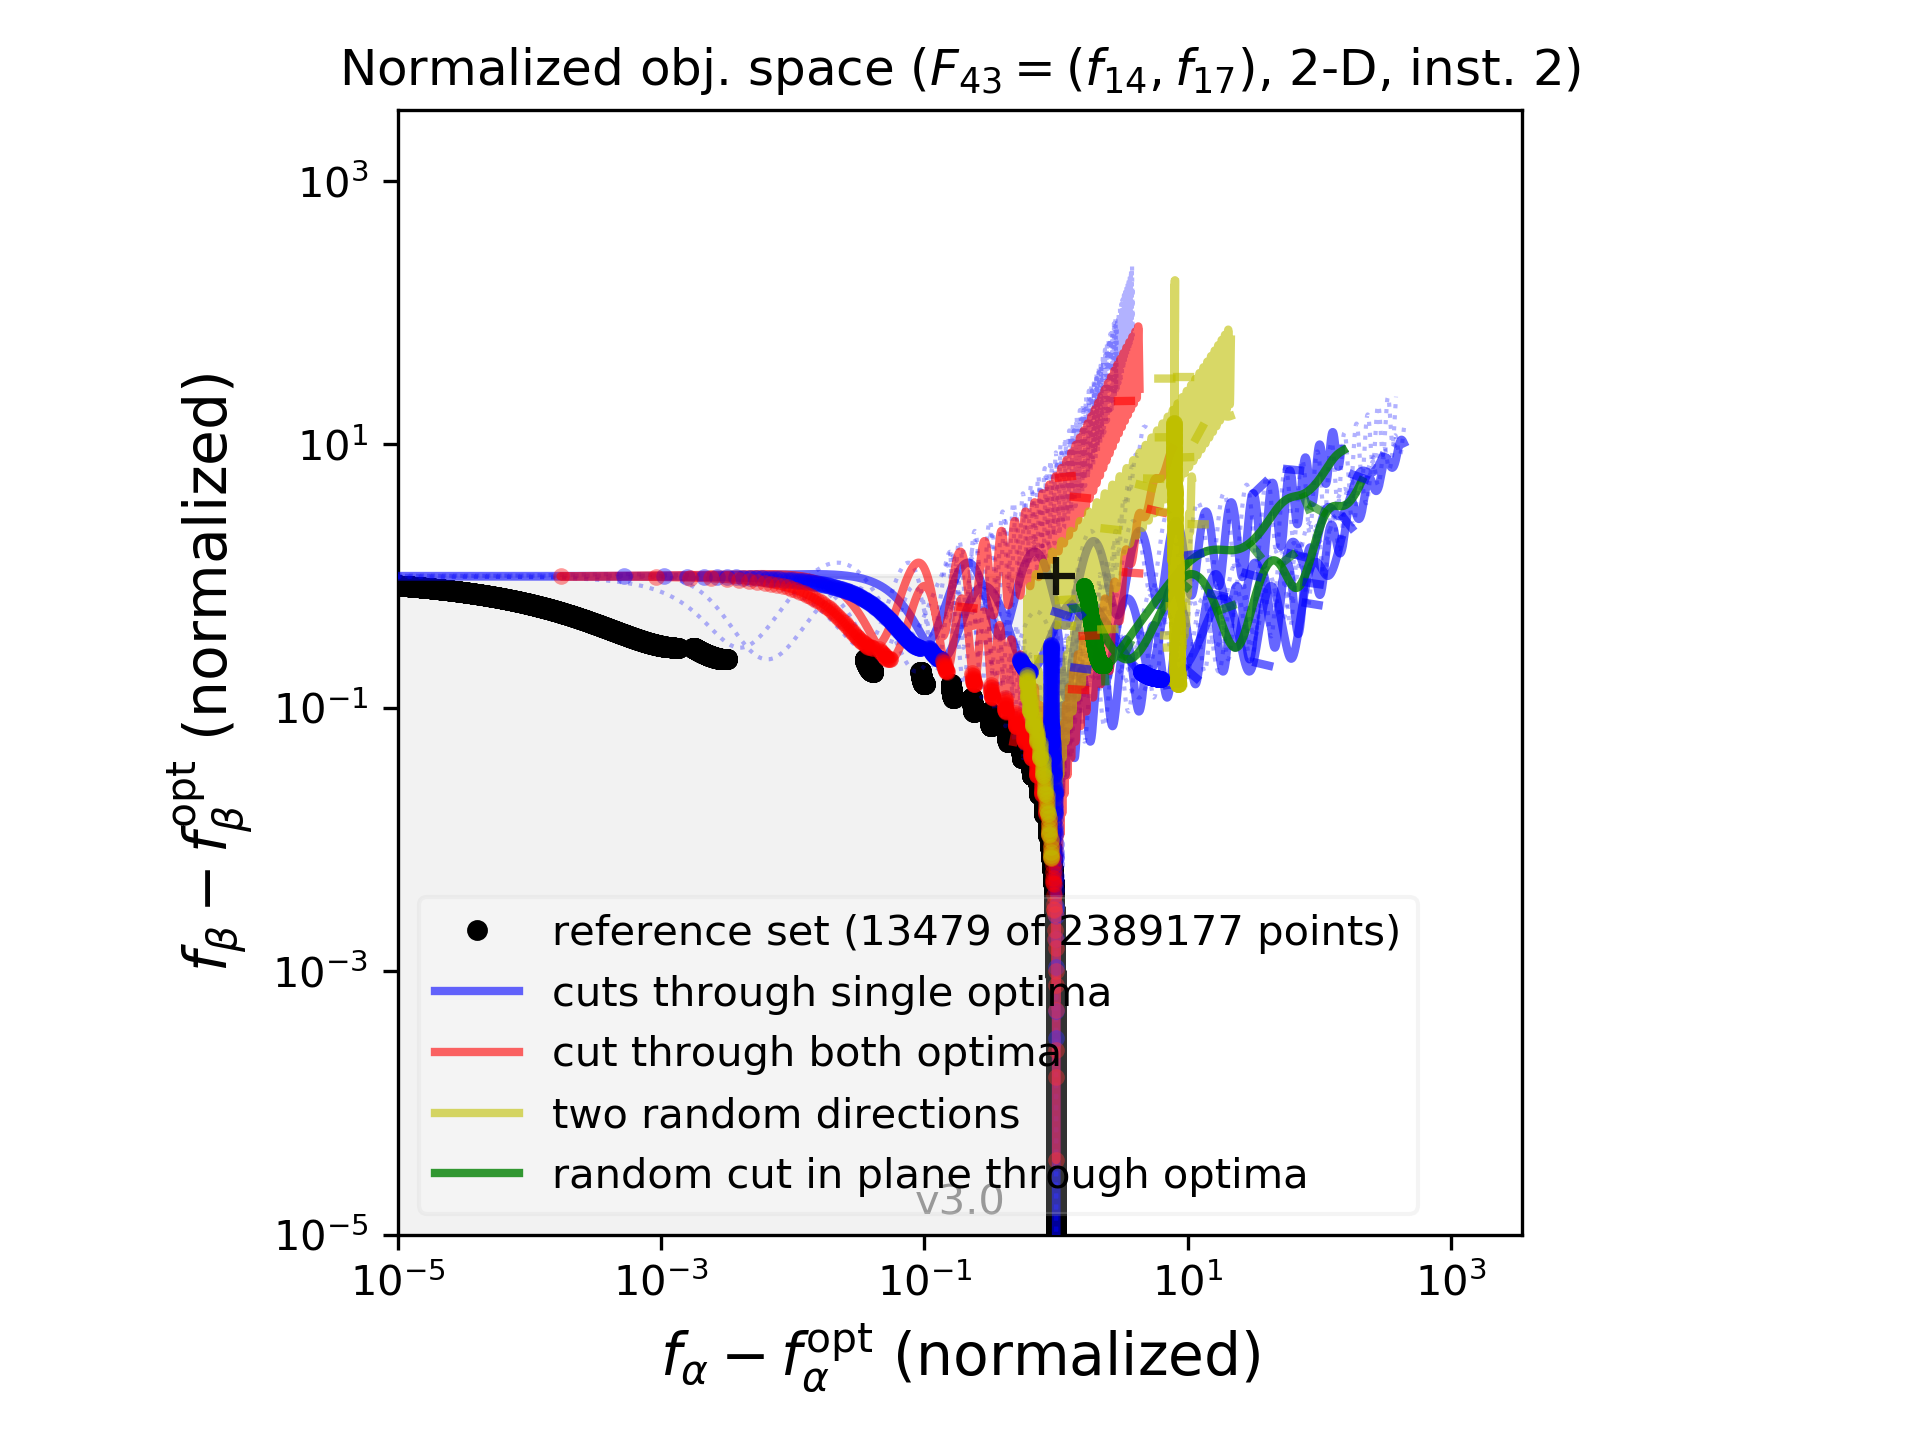 Normalized obj. space (F₄₃ = (f₁₄, f₁₇), 2-D, inst. 2)
10³
10¹
10⁻¹
10⁻³
10⁻⁵
f_β − f_β^opt (normalized)
reference set (13479 of 2389177 points)
cuts through single optima
cut through both optima
two random directions
random cut in plane through optima
v3.0
10⁻⁵ 10⁻³ 10⁻¹ 10¹ 10³
f_α − f_α^opt (normalized)